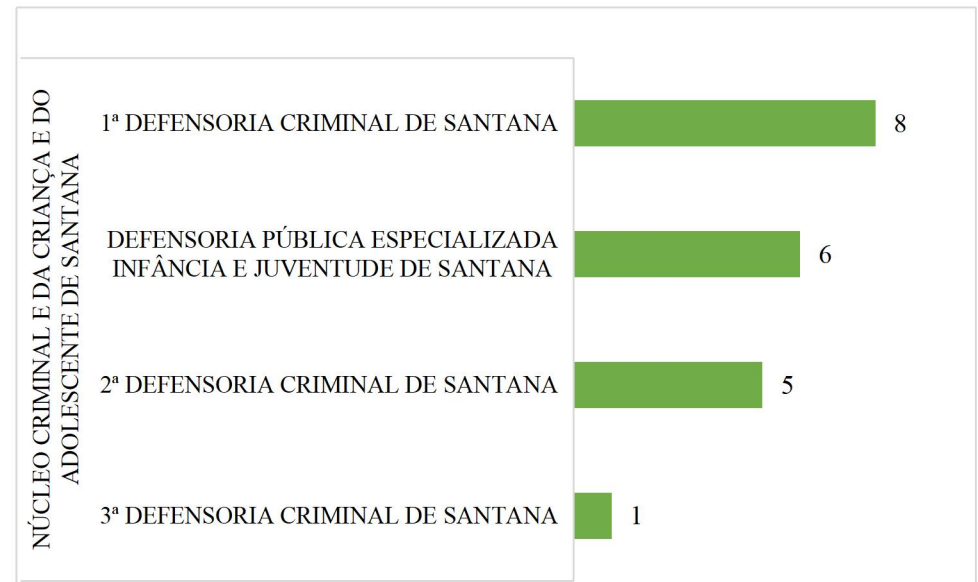 NÚCLEO CRIMINAL E DA CRIANÇA E DO
ADOLESCENTE DE SANTANA
1ª DEFENSORIA CRIMINAL DE SANTANA
8
DEFENSORIA PÚBLICA ESPECIALIZADA
INFÂNCIA E JUVENTUDE DE SANTANA
6
2ª DEFENSORIA CRIMINAL DE SANTANA
5
3ª DEFENSORIA CRIMINAL DE SANTANA
1